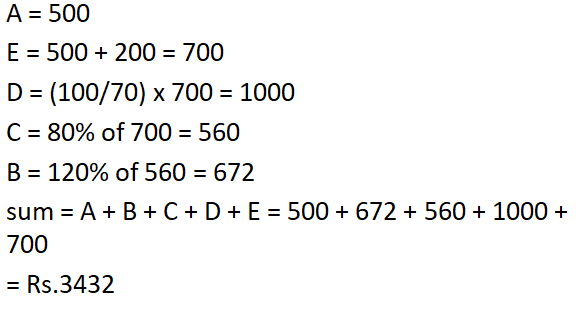 A = 500
E = 500 + 200 = 700
D = (100/70) x 700 = 1000
C = 80% of 700 = 560
B = 120% of 560 = 672
sum = A + B + C + D + E = 500 + 672 + 560 + 1000 +
700
= Rs.3432